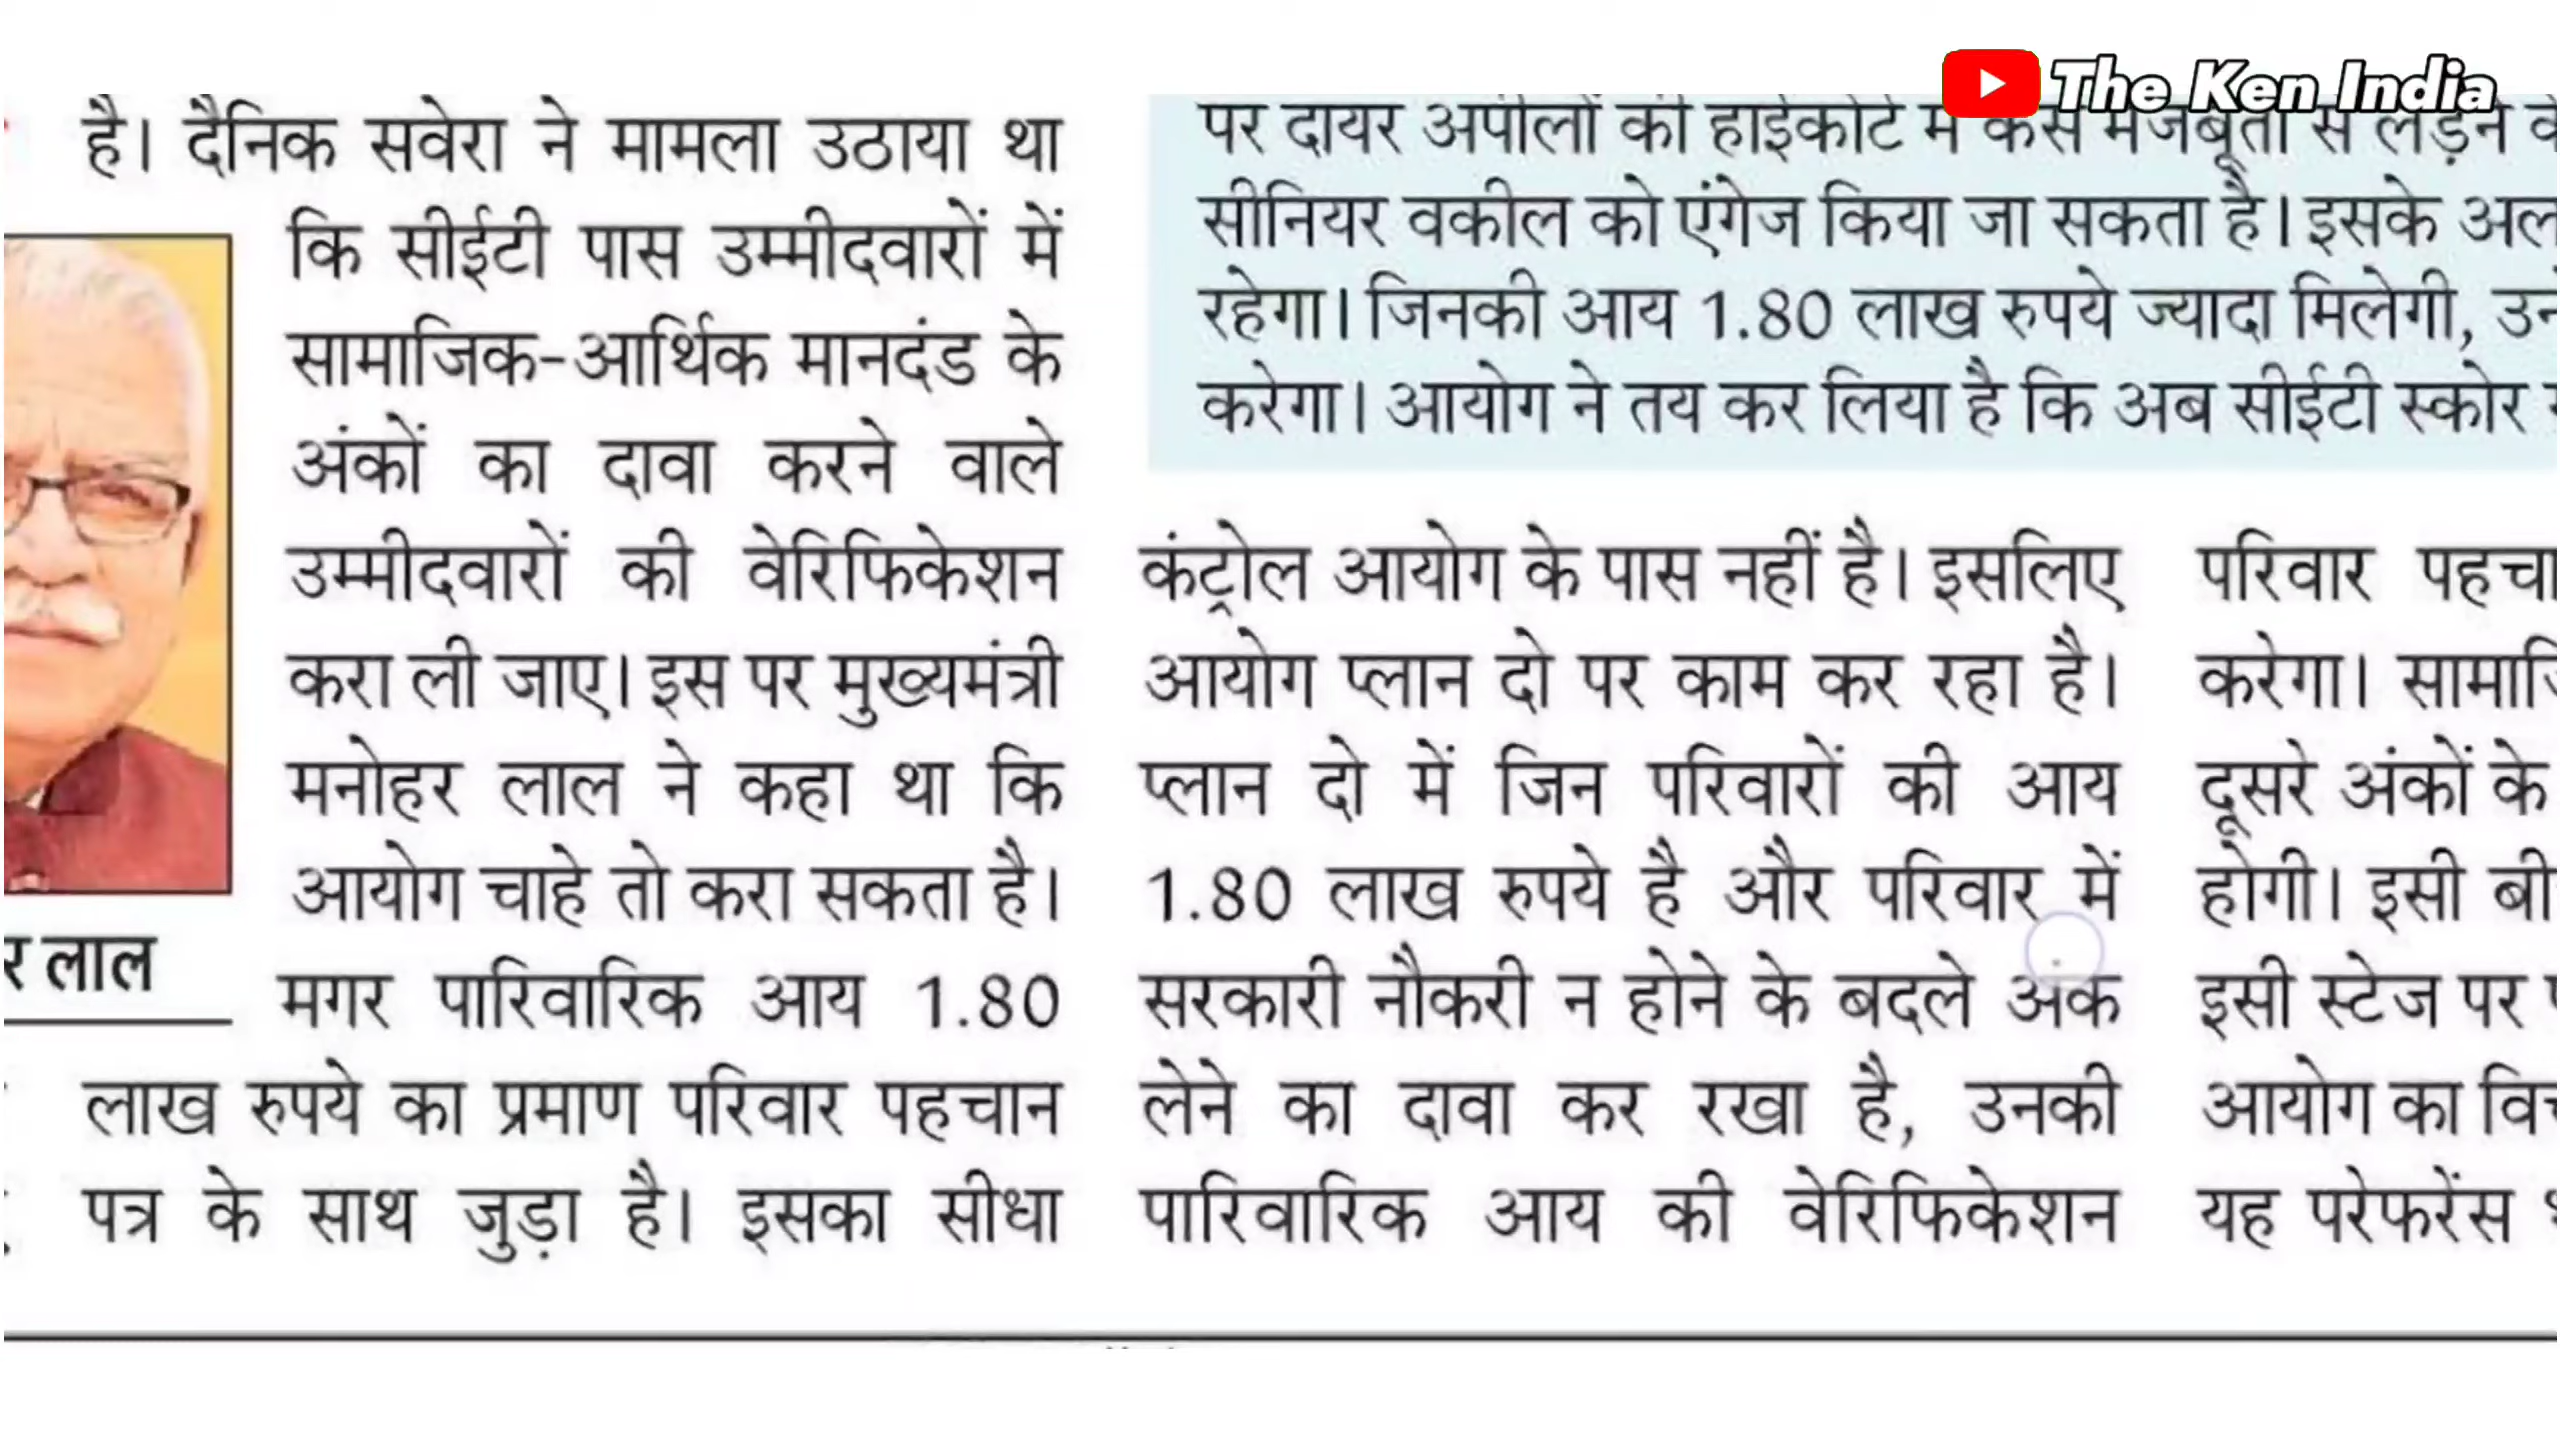 The Ken India
है। दैनिक सवेरा ने मामला उठाया था
कि सीईटी पास उम्मीदवारों में
सामाजिक-आर्थिक मानदंड के
अंकों का दावा करने वाले
उम्मीदवारों की वेरिफिकेशन
करा ली जाए। इस पर मुख्यमंत्री
मनोहर लाल ने कहा था कि
आयोग चाहे तो करा सकता है।
मगर पारिवारिक आय 1.80
लाख रुपये का प्रमाण परिवार पहचान
पत्र के साथ जुड़ा है। इसका सीधा
र लाल
पर दायर अपीलों की हाईकोर्ट में केस मजबूती से लड़ने
सीनियर वकील को एंगेज किया जा सकता है। इसके
रहेगा। जिनकी आय 1.80 लाख रुपये ज्यादा मिलेगी,
करेगा। आयोग ने तय कर लिया है कि अब सीईटी स्कोर
कंट्रोल आयोग के पास नहीं है। इसलिए
आयोग प्लान दो पर काम कर रहा है।
प्लान दो में जिन परिवारों की आय
1.80 लाख रुपये है और परिवार में
सरकारी नौकरी न होने के बदले अंक
लेने का दावा कर रखा है, उनकी
पारिवारिक आय की वेरिफिकेशन
परिवार
करेगा।
दूसरे अंकों के
होगी। इसी
इसी स्टेज पर
आयोग का
यह परेफरेंस